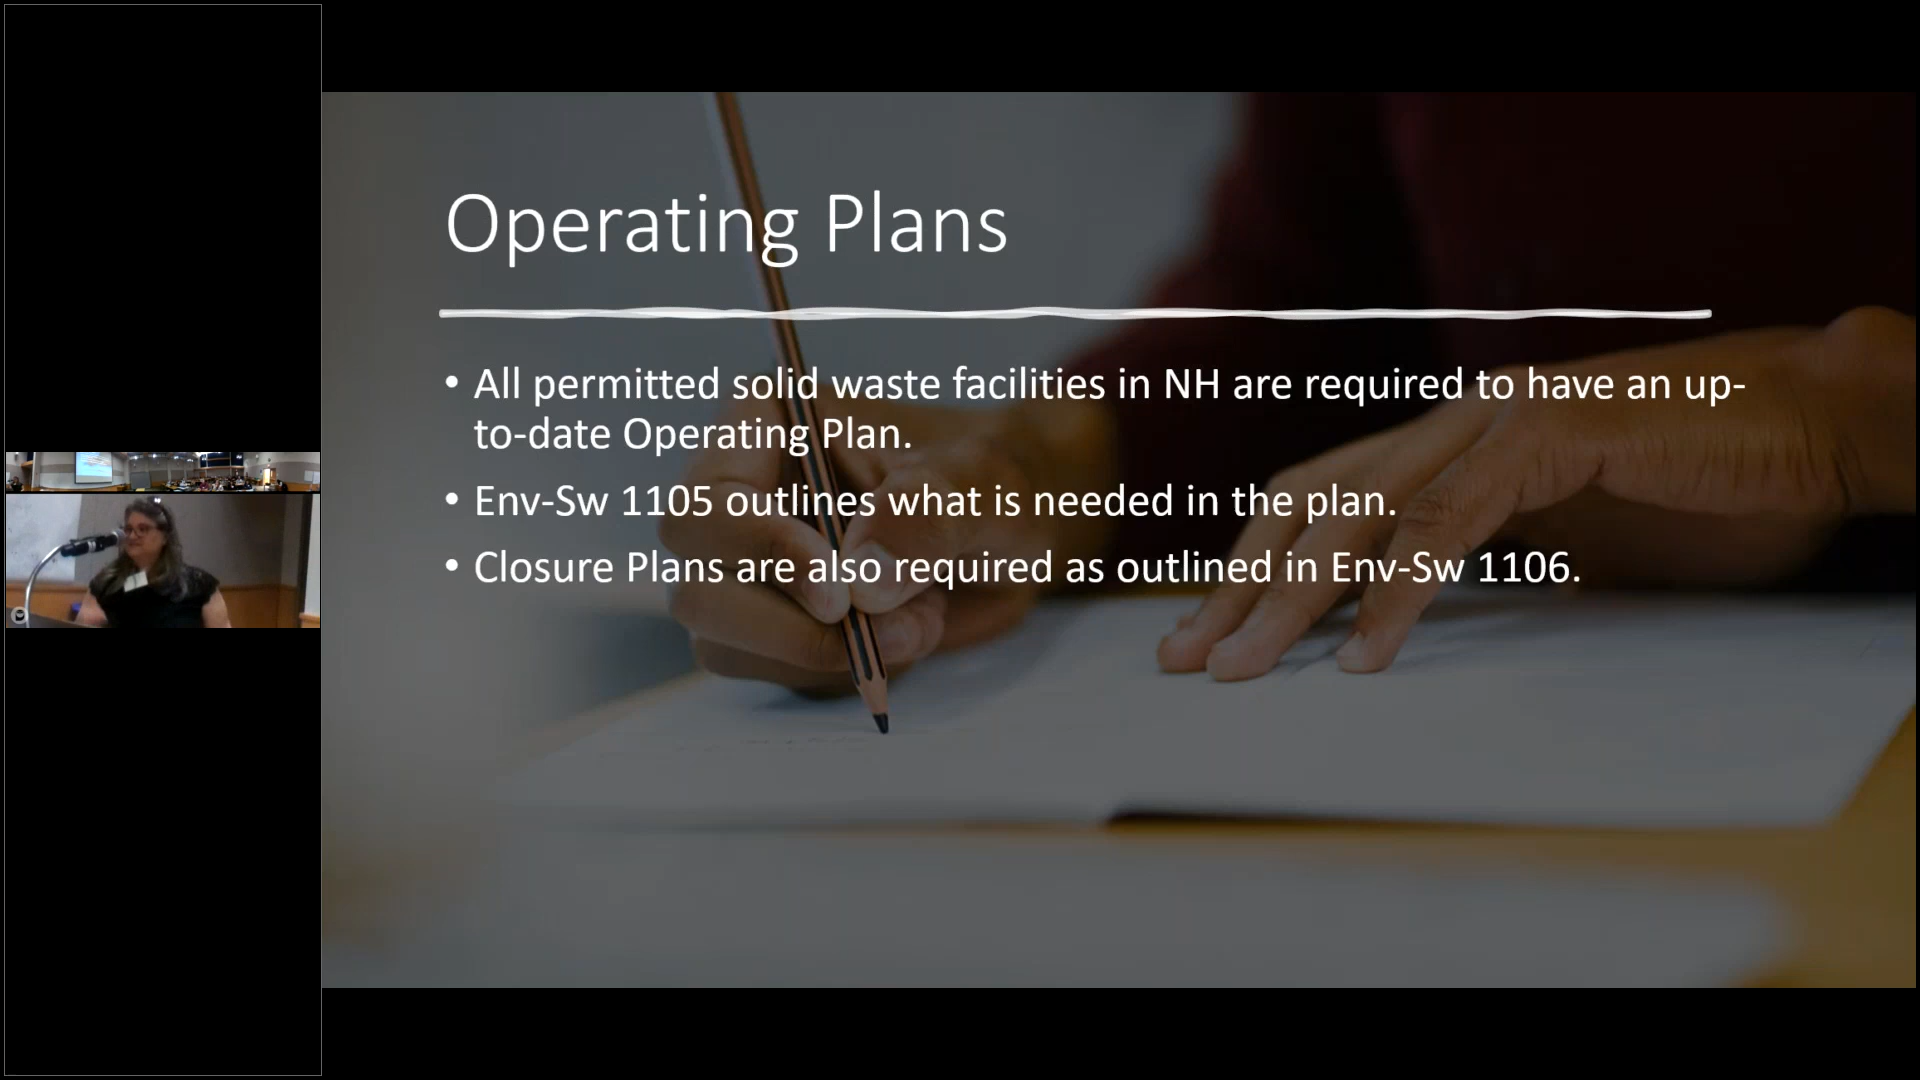 Operating Plans
• All permitted solid waste facilities in NH are required to have an up-
to-date Operating Plan.
• Env-Sw 1105 outlines what is needed in the plan.
• Closure Plans are also required as outlined in Env-Sw 1106.